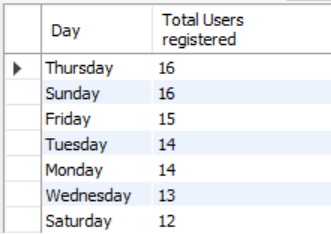 Day Total Users registered
Thursday 16
Sunday 16
Friday 15
Tuesday 14
Monday 14
Wednesday 13
Saturday 12